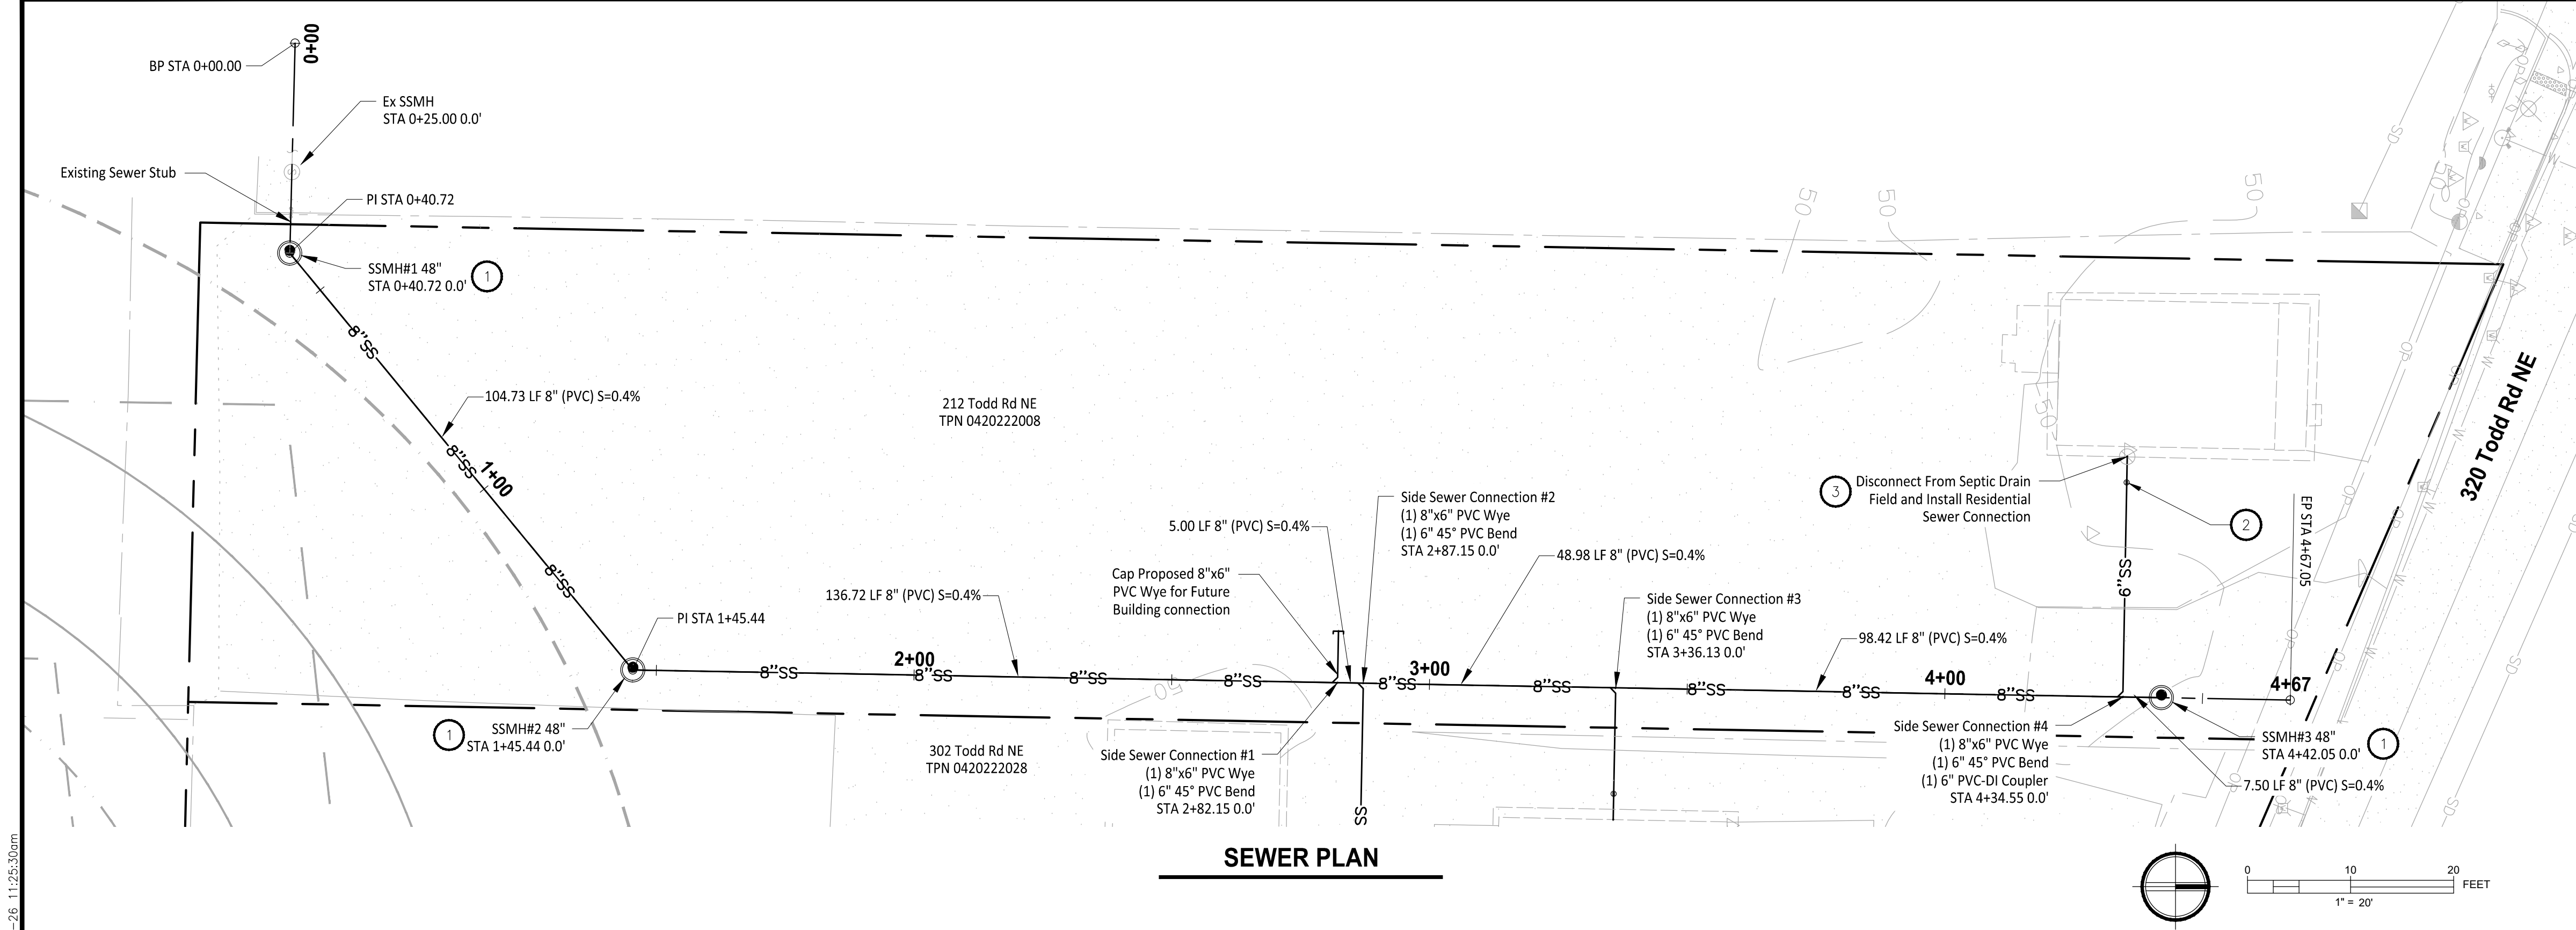 0+00
BP STA 0+00.00
Ex SSMH
STA 0+25.00 0.0'
S
Existing Sewer Stub
PI STA 0+40.72
SSMH#1 48"
STA 0+40.72 0.0'
1
8"SS
104.73 LF 8" (PVC) S=0.4%
8"SS
1+00
8"SS
212 Todd Rd NE
TPN 0420222008
PI STA 1+45.44
SSMH#2 48"
STA 1+45.44 0.0'
1
136.72 LF 8" (PVC) S=0.4%
8"SS
2+00
8"SS
8"SS
8"SS
302 Todd Rd NE
TPN 0420222028
Cap Proposed 8"x6"
PVC Wye for Future
Building connection
5.00 LF 8" (PVC) S=0.4%
Side Sewer Connection #1
(1) 8"x6" PVC Wye
(1) 6" 45° PVC Bend
STA 2+82.15 0.0'
Side Sewer Connection #2
(1) 8"x6" PVC Wye
(1) 6" 45° PVC Bend
STA 2+87.15 0.0'
SS
8"SS
3+00
48.98 LF 8" (PVC) S=0.4%
8"SS
Side Sewer Connection #3
(1) 8"x6" PVC Wye
(1) 6" 45° PVC Bend
STA 3+36.13 0.0'
8"SS
98.42 LF 8" (PVC) S=0.4%
8"SS
4+00
8"SS
3
Disconnect From Septic Drain
Field and Install Residential
Sewer Connection
2
6"SS
EP STA 4+67.05
4+67
Side Sewer Connection #4
(1) 8"x6" PVC Wye
(1) 6" 45° PVC Bend
(1) 6" PVC-DI Coupler
STA 4+34.55 0.0'
SSMH#3 48"
STA 4+42.05 0.0'
1
7.50 LF 8" (PVC) S=0.4%
320 Todd Rd NE
50
50
50
50
50
50
SD
SD
SD
SD
OP
OP
OP
OP
OP
W
W
W
SEWER PLAN
0 10 20
FEET
1" = 20'
-26 11:25:30am